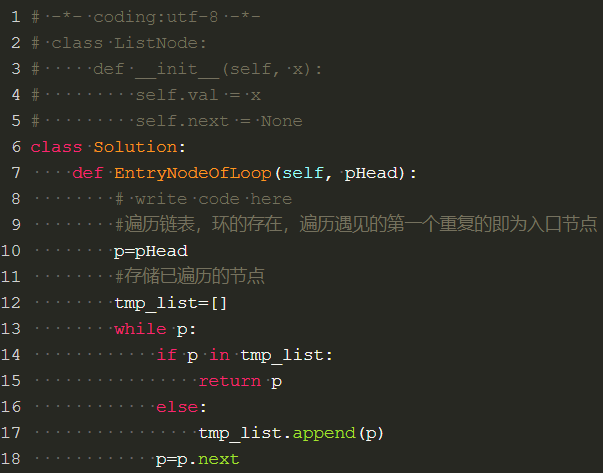 1 # -*- coding:utf-8 -*-
2 # class ListNode:
3 #     def __init__(self, x):
4 #         self.val = x
5 #         self.next = None
6 class Solution:
7     def EntryNodeOfLoop(self, pHead):
8         # write code here
9         #遍历链表，环的存在，遍历遇见的第一个重复的即为入口节点
10         p=pHead
11         #存储已遍历的节点
12         tmp_list=[]
13         while p:
14             if p in tmp_list:
15                 return p
16             else:
17                 tmp_list.append(p)
18             p=p.next